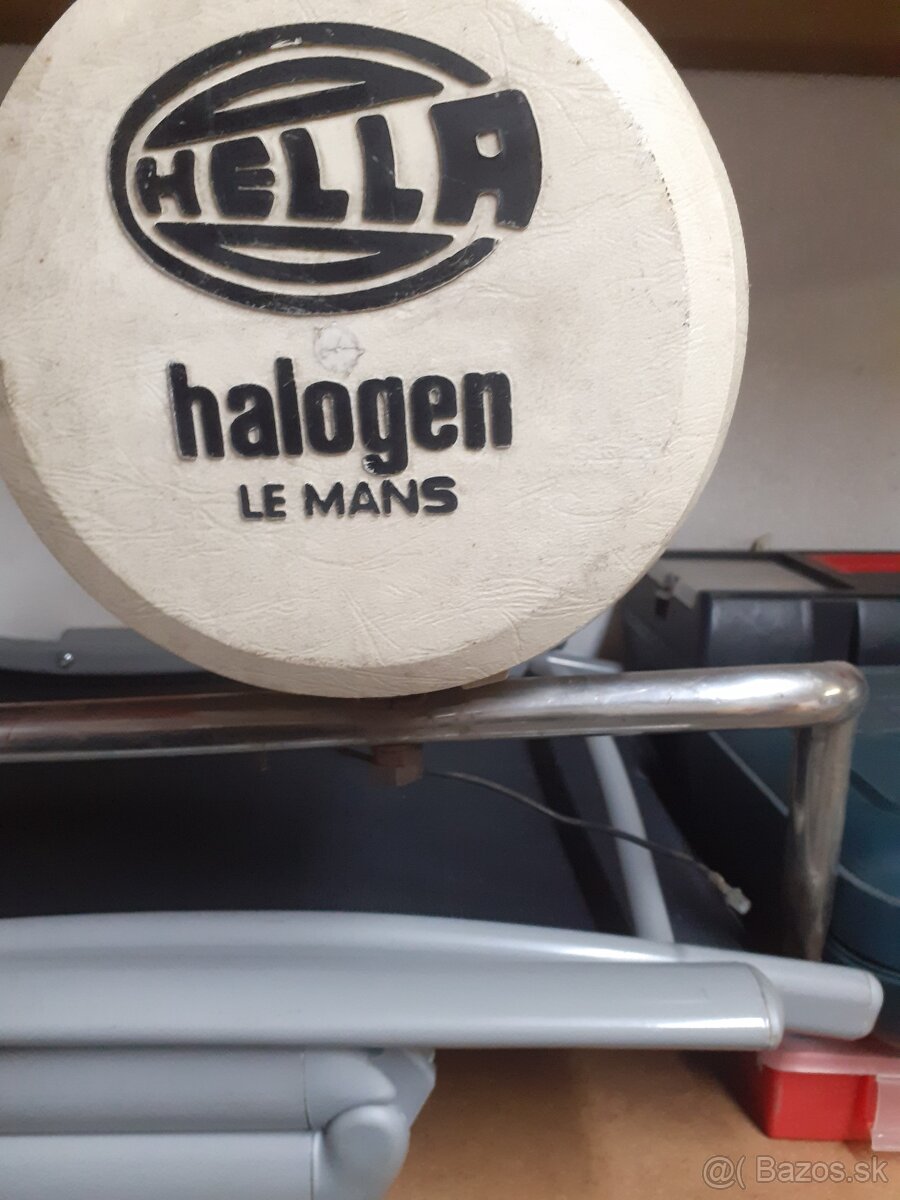 HELLA
halogen
LE MANS
@( Bazos.sk